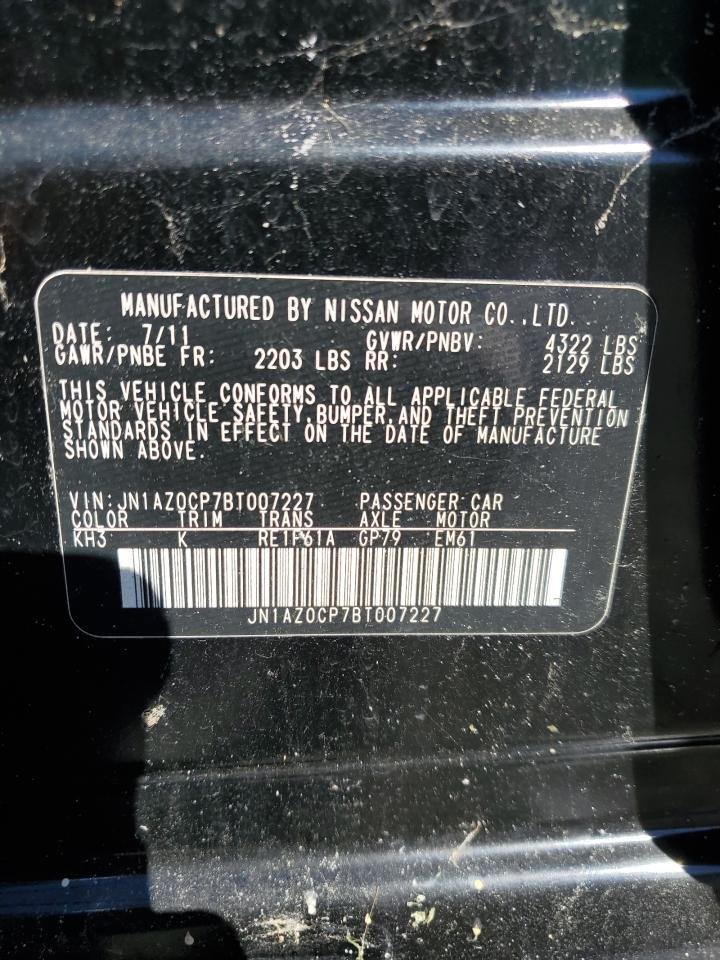 MANUFACTURED BY NISSAN MOTOR CO.,LTD.
DATE: 7/11 GVWR/PNBV: 4322 LBS
GAWR/PNBE FR: 2203 LBS RR: 2129 LBS
THIS VEHICLE CONFORMS TO ALL APPLICABLE FEDERAL
MOTOR VEHICLE SAFETY,BUMPER,AND THEFT PREVENTION
STANDARDS IN EFFECT ON THE DATE OF MANUFACTURE
SHOWN ABOVE.
VIN:JN1AZ0CP7BT007227 PASSENGER CAR
COLOR TRIM TRANS AXLE MOTOR
KH3 K RE1F61A GP79 EM61
JN1AZ0CP7BT007227